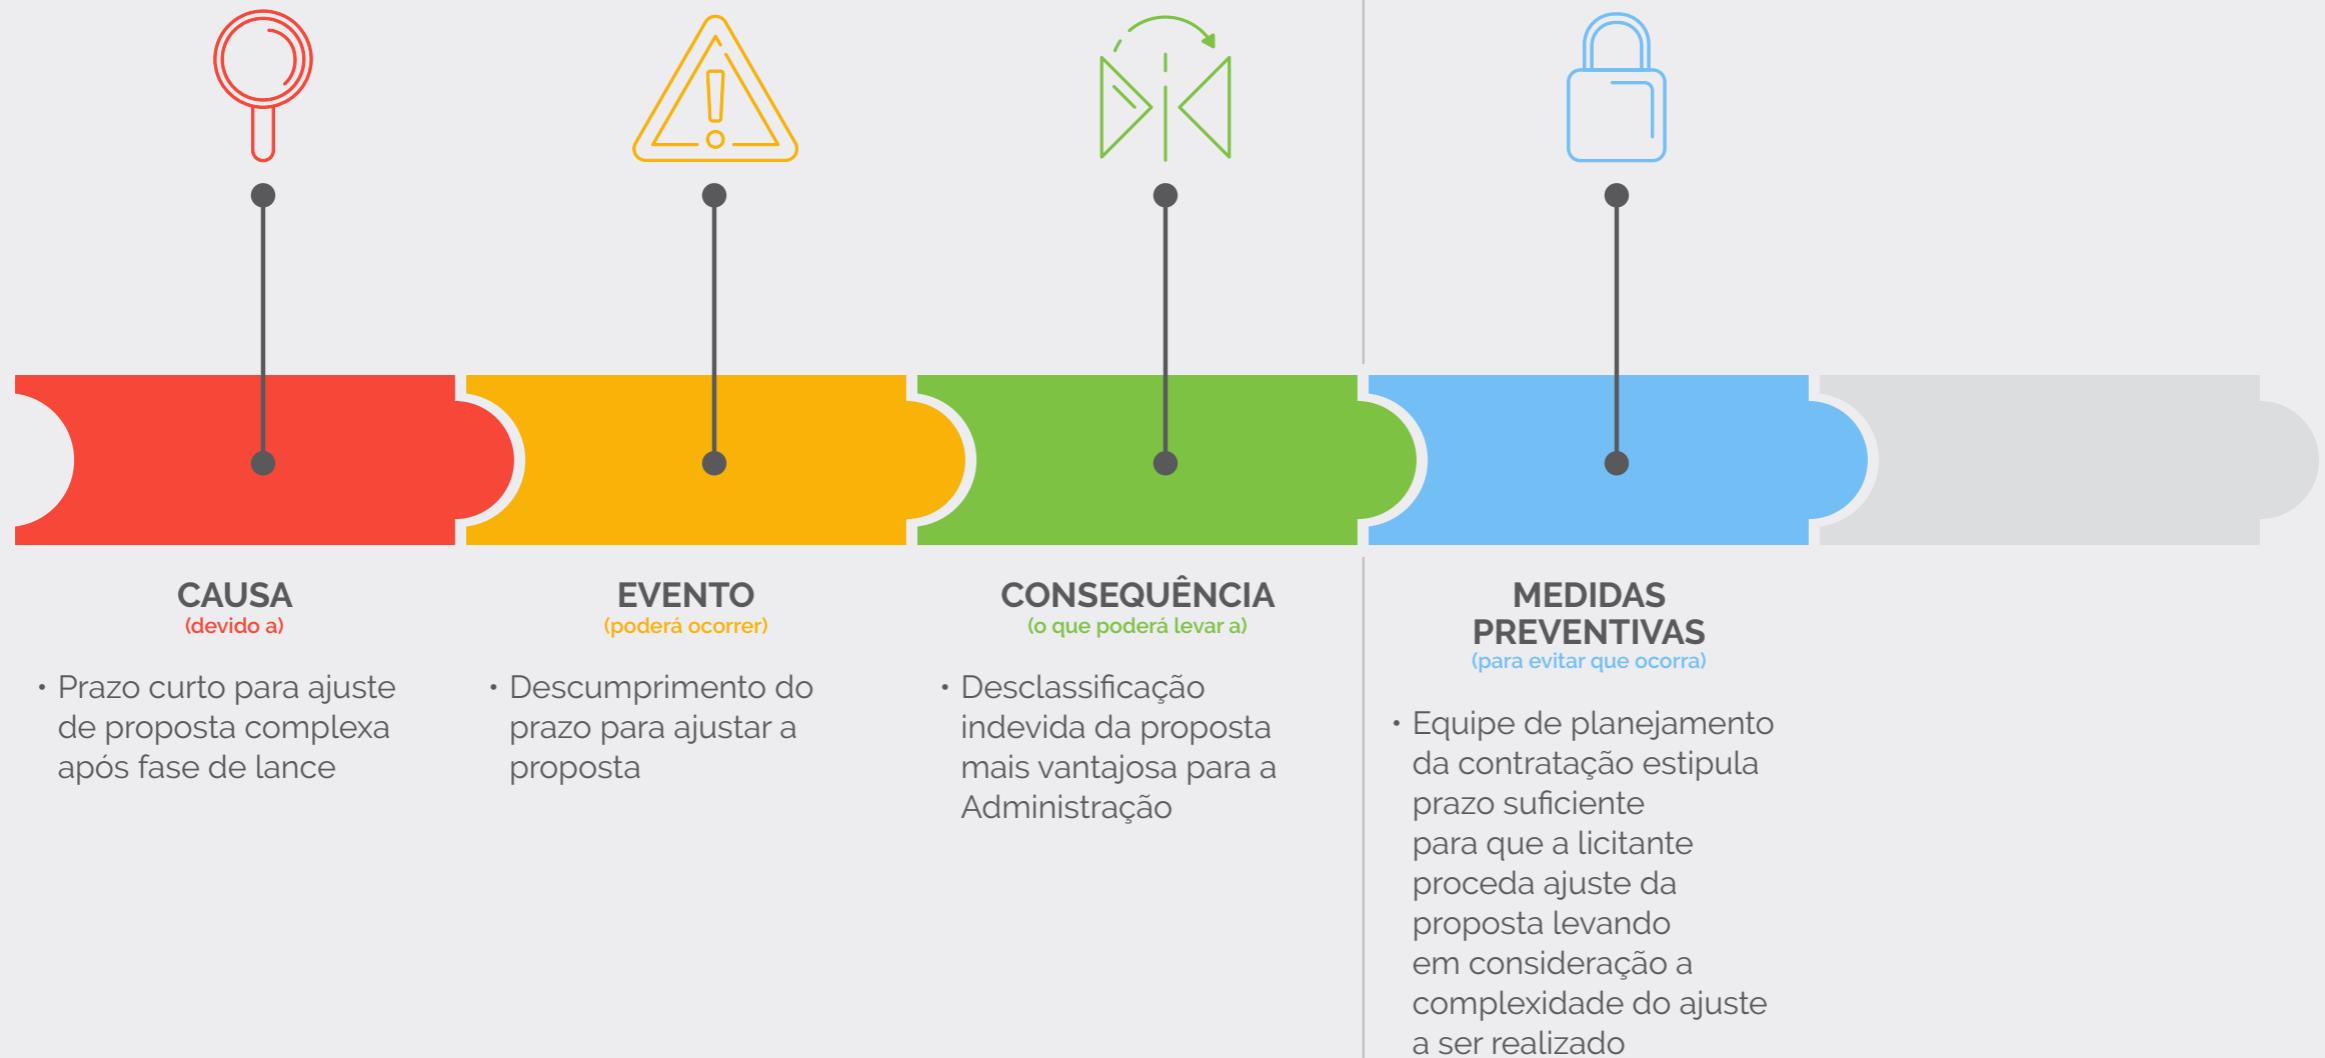 CAUSA
(devido a)
• Prazo curto para ajuste
de proposta complexa
após fase de lance
EVENTO
(poderá ocorrer)
• Descumprimento do
prazo para ajustar a
proposta
CONSEQUÊNCIA
(o que poderá levar a)
• Desclassificação
indevida da proposta
mais vantajosa para a
Administração
MEDIDAS
PREVENTIVAS
(para evitar que ocorra)
• Equipe de planejamento
da contratação estipula
prazo suficiente
para que a licitante
proceda ajuste da
proposta levando
em consideração a
complexidade do ajuste
a ser realizado